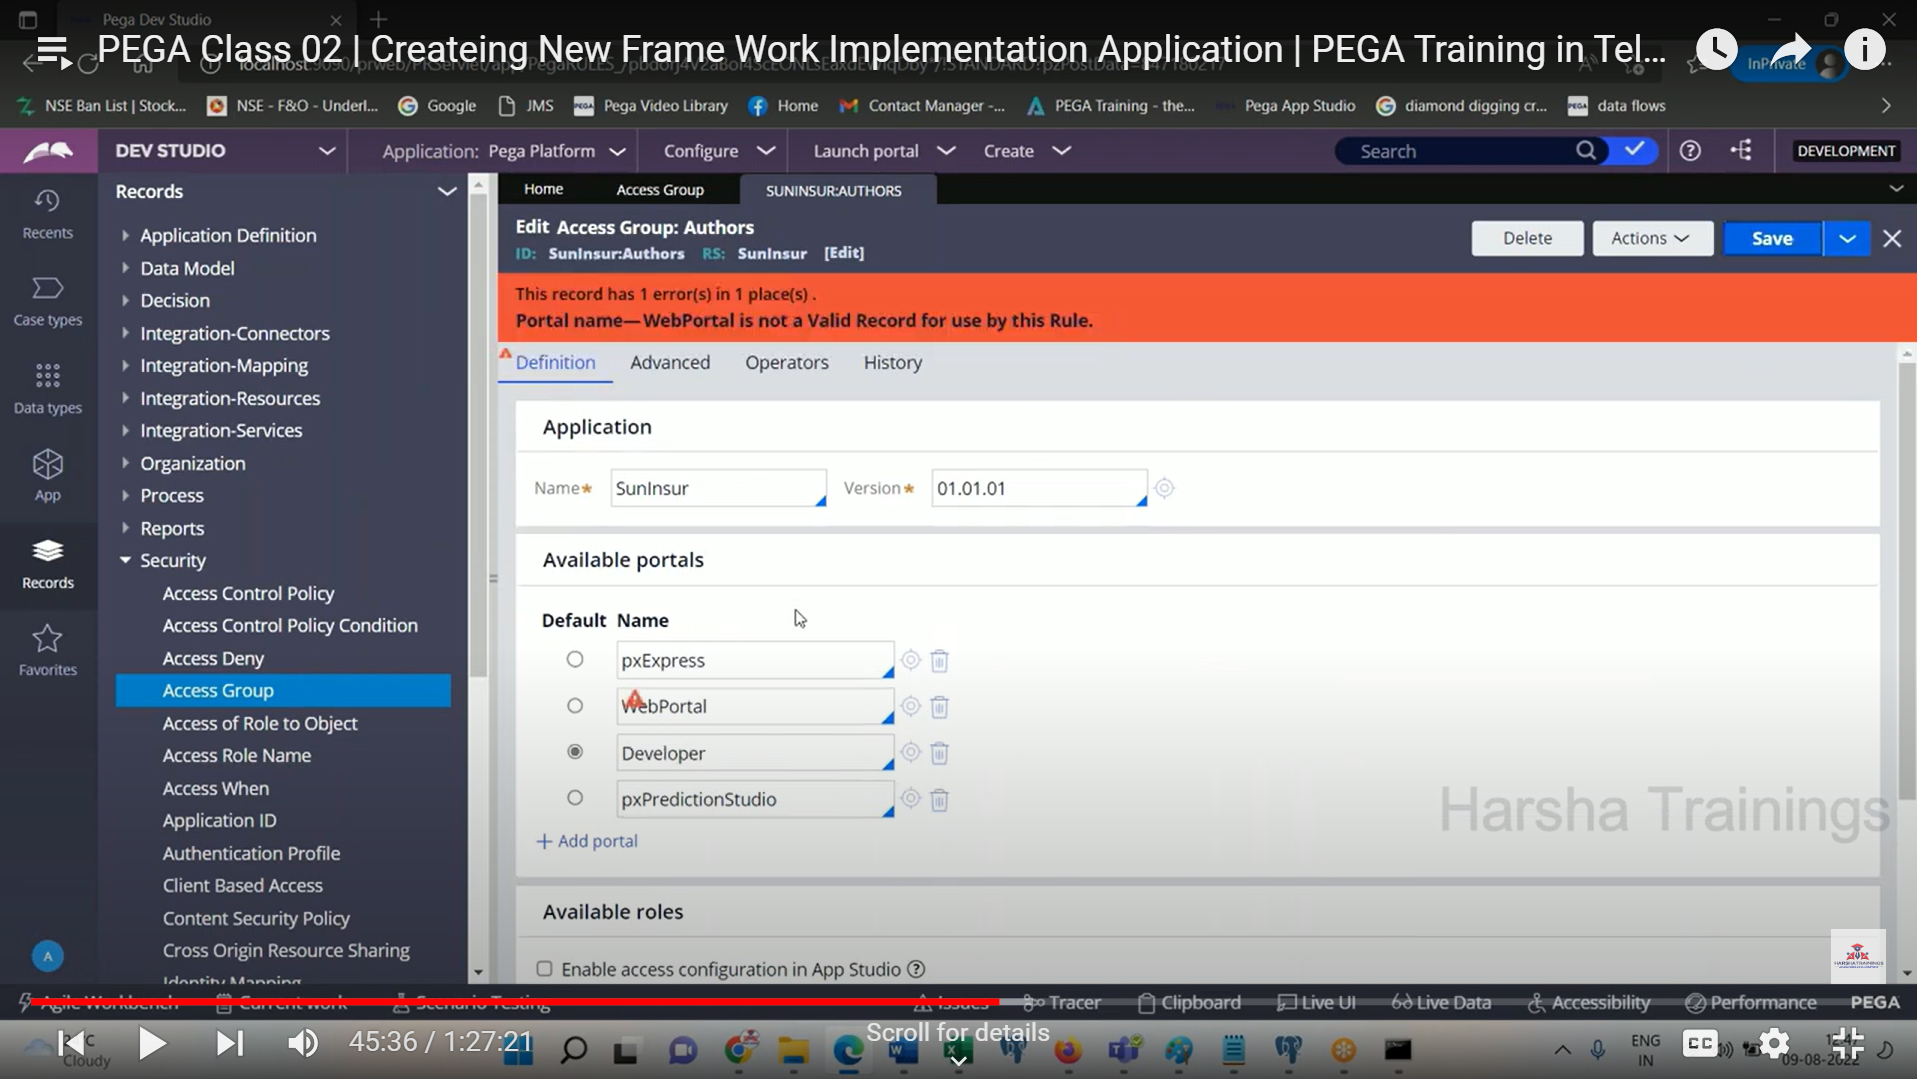 Pega Dev Studio
PEGA Class 02 | Createing New Frame Work Implementation Application | PEGA Training in Tel...
InPrivate
NSE Ban List | Stock...
NSE - F&O - Underl...
Google
JMS
Pega Video Library
Home
Contact Manager -...
PEGA Training - the...
Pega App Studio
diamond digging cr...
data flows
DEV STUDIO
Application: Pega Platform
Configure
Launch portal
Create
Search
DEVELOPMENT
Recents
Case types
Data types
App
Records
Favorites
A
Records
Application Definition
Data Model
Decision
Integration-Connectors
Integration-Mapping
Integration-Resources
Integration-Services
Organization
Process
Reports
Security
Access Control Policy
Access Control Policy Condition
Access Deny
Access Group
Access of Role to Object
Access Role Name
Access When
Application ID
Authentication Profile
Client Based Access
Content Security Policy
Cross Origin Resource Sharing
Identity Mapping
Home
Access Group
SUNINSUR:AUTHORS
Edit Access Group: Authors
ID: SunInsur:Authors RS: SunInsur [Edit]
Delete
Actions
Save
This record has 1 error(s) in 1 place(s) .
Portal name—WebPortal is not a Valid Record for use by this Rule.
Definition
Advanced
Operators
History
Application
Name* SunInsur Version* 01.01.01
Available portals
Default Name
pxExpress
WebPortal
Developer
pxPredictionStudio
+ Add portal
Harsha Trainings
Available roles
Enable access configuration in App Studio
HARSHA TRAININGS
Agile Workbench
Current work
Scenario Testing
Issues
Tracer
Clipboard
Live UI
Live Data
Accessibility
Performance
PEGA
45:36 / 1:27:21
Scroll for details
Cloudy
ENG
IN
CC
09-08-2022